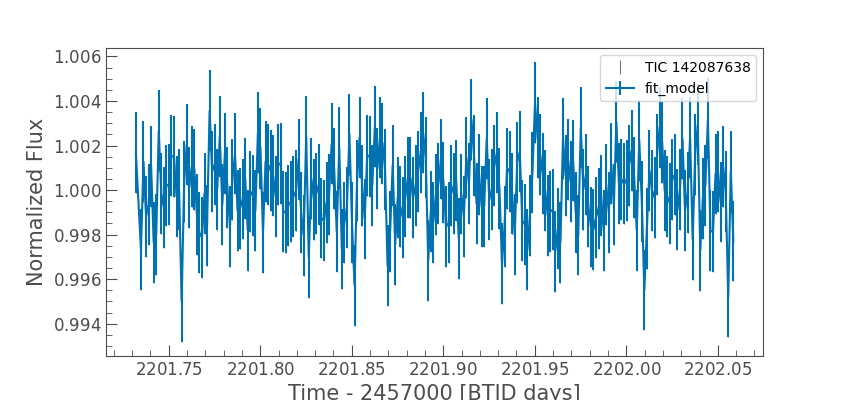 1.006
1.004
1.002
1.000
0.998
0.996
0.994
Normalized Flux
TIC 142087638
fit_model
2201.75 2201.80 2201.85 2201.90 2201.95 2202.00 2202.05
Time - 2457000 [BTJD days]